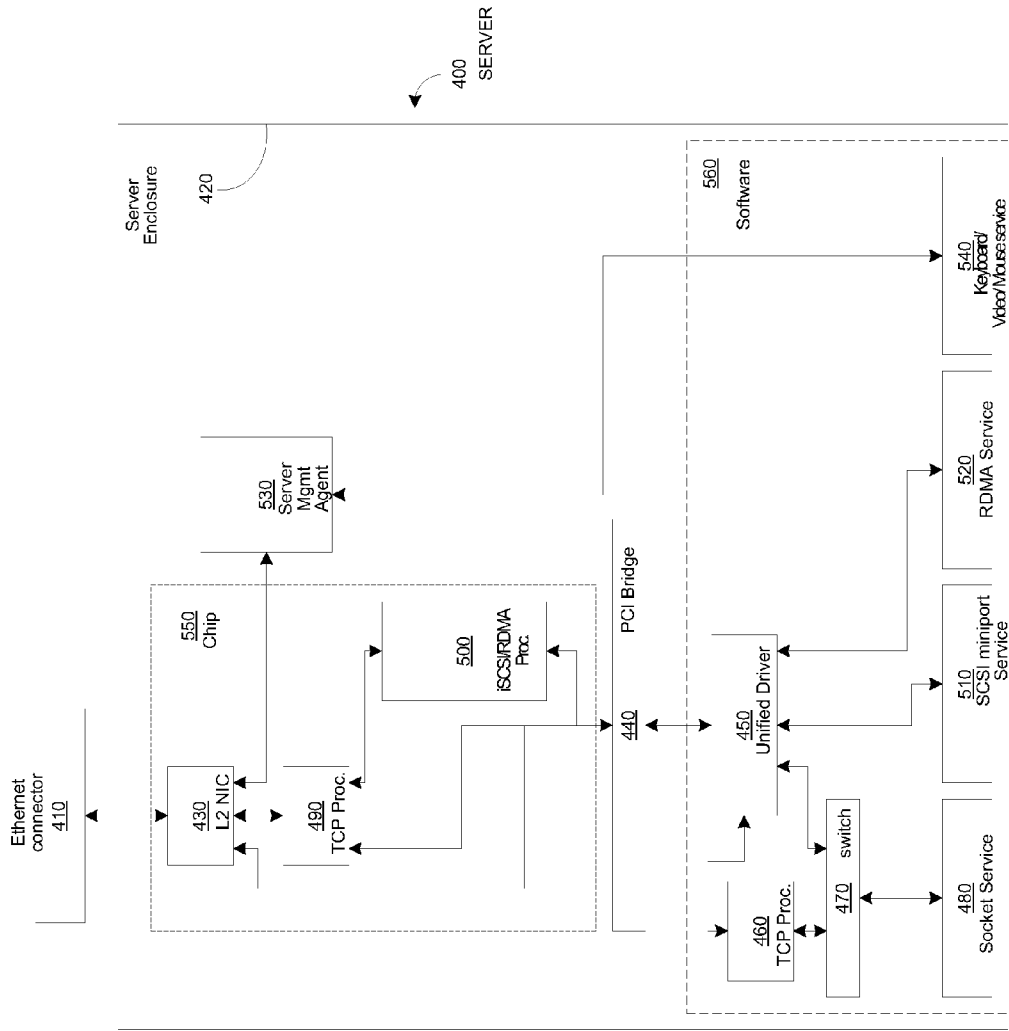 Ethernet
connector
410
430
L2 NIC
490
TCP Proc.
550
Chip
500
iSCSI/RDMA
Proc.
530
Server
Mgmt
Agent
Server
Enclosure
420
400
SERVER
440
PCI Bridge
560
Software
460
TCP Proc.
450
Unified Driver
470
switch
480
Socket Service
510
SCSI miniport
Service
520
RDMA Service
540
Keyboard/
Video/Mouse service